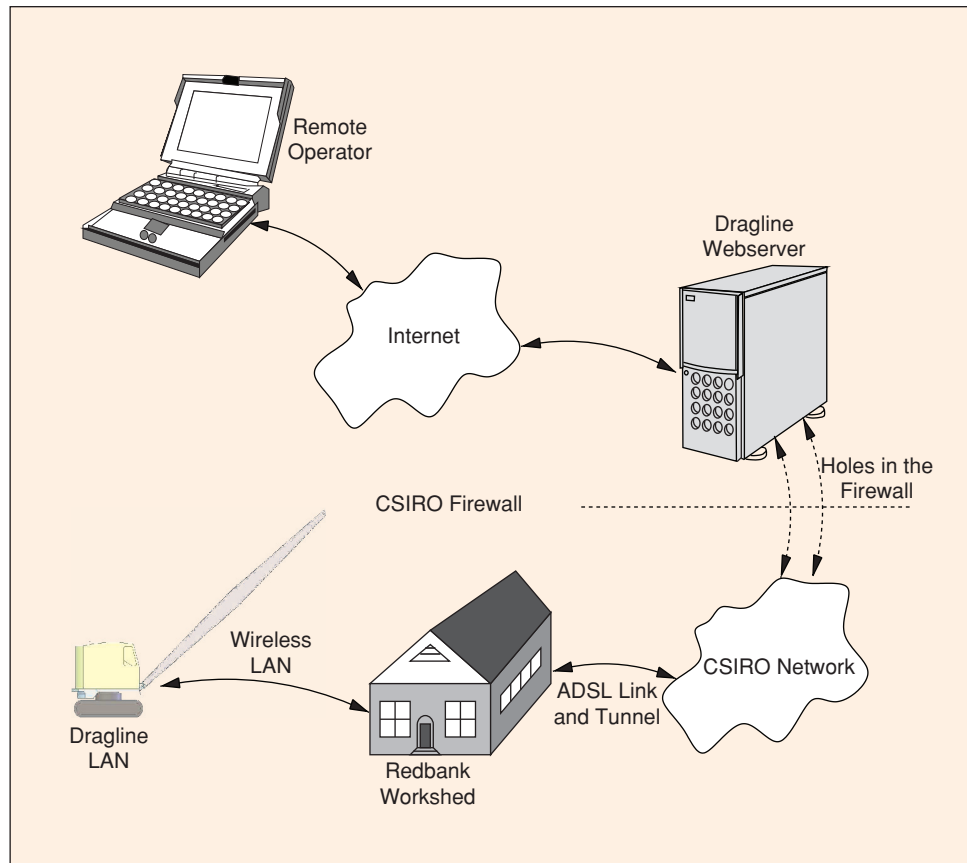 Remote
Operator
Dragline
Webserver
Internet
Holes in the
Firewall
CSIRO Firewall
Wireless
LAN
CSIRO Network
ADSL Link
and Tunnel
Dragline
LAN
Redbank
Workshed